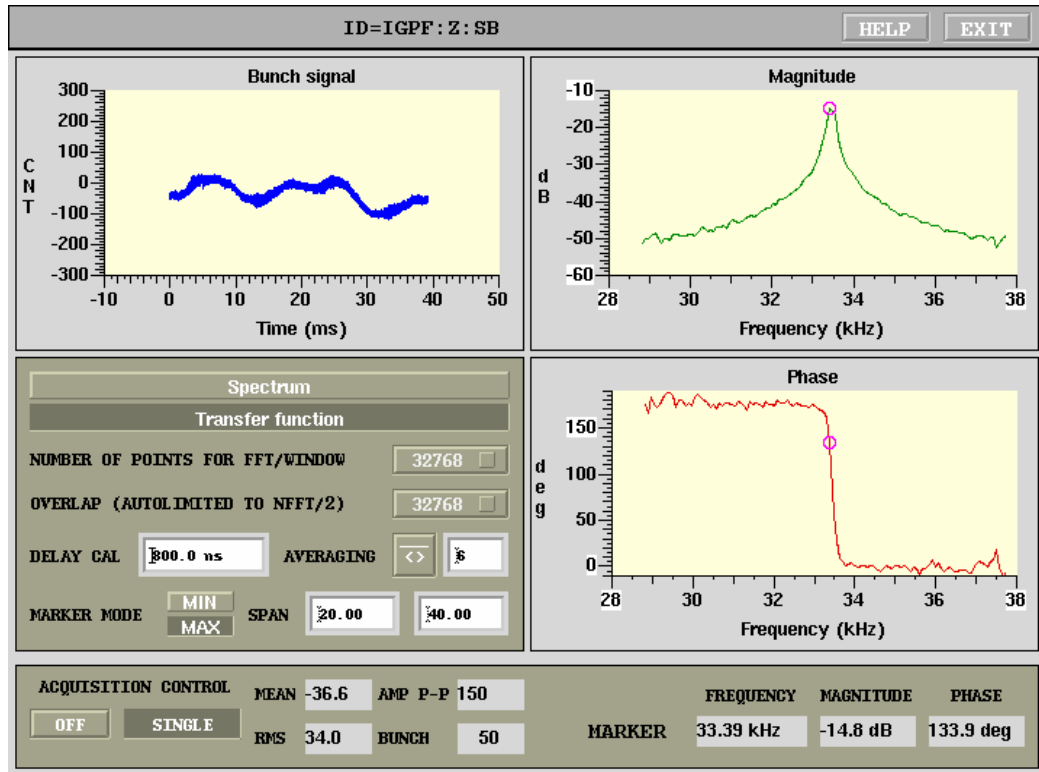 ID=IGPF:Z:SB
HELP
EXIT
Bunch signal
300
200
100
0
-100
-200
-300
CNT
-10 0 10 20 30 40 50
Time (ms)
Magnitude
-10
-20
-30
-40
-50
-60
dB
28 30 32 34 36 38
Frequency (kHz)
Spectrum
Transfer function
NUMBER OF POINTS FOR FFT/WINDOW 32768
OVERLAP (AUTOLIMITED TO NFFT/2) 32768
DELAY CAL 800.0 ns AVERAGING <> 6
MARKER MODE MIN MAX SPAN 20.00 40.00
Phase
150
100
50
0
deg
28 30 32 34 36 38
Frequency (kHz)
ACQUISITION CONTROL
OFF SINGLE
MEAN -36.6 AMP P-P 150
RMS 34.0 BUNCH 50
FREQUENCY MAGNITUDE PHASE
MARKER 33.39 kHz -14.8 dB 133.9 deg